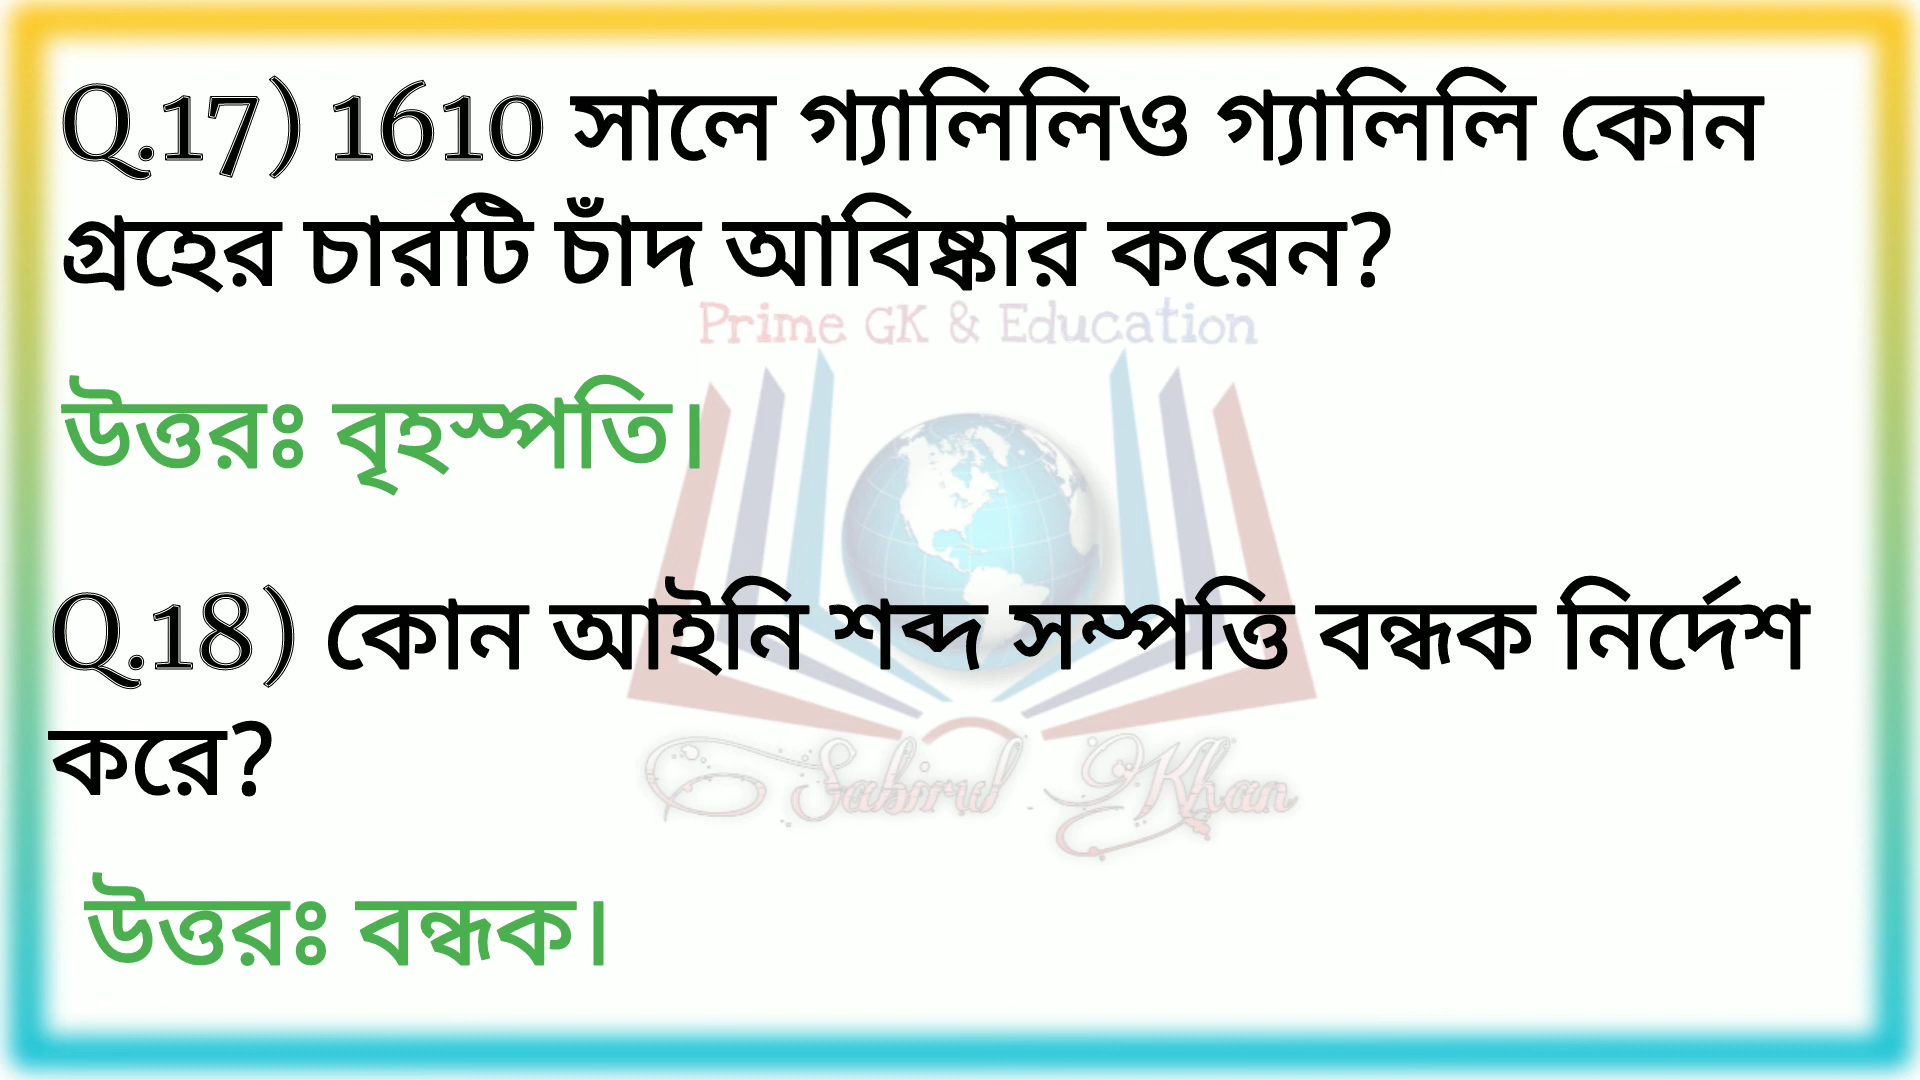 Q.17) 1610 সালে গ্যালিলিও গ্যালিলি কোন
গ্রহের চারটি চাঁদ আবিষ্কার করেন?
Prime GK & Education
উত্তরঃ বৃহস্পতি।
Q.18) কোন আইনি শব্দ সম্পত্তি বন্ধক নির্দেশ
করে?
Sahirul Khan
উত্তরঃ বন্ধক।